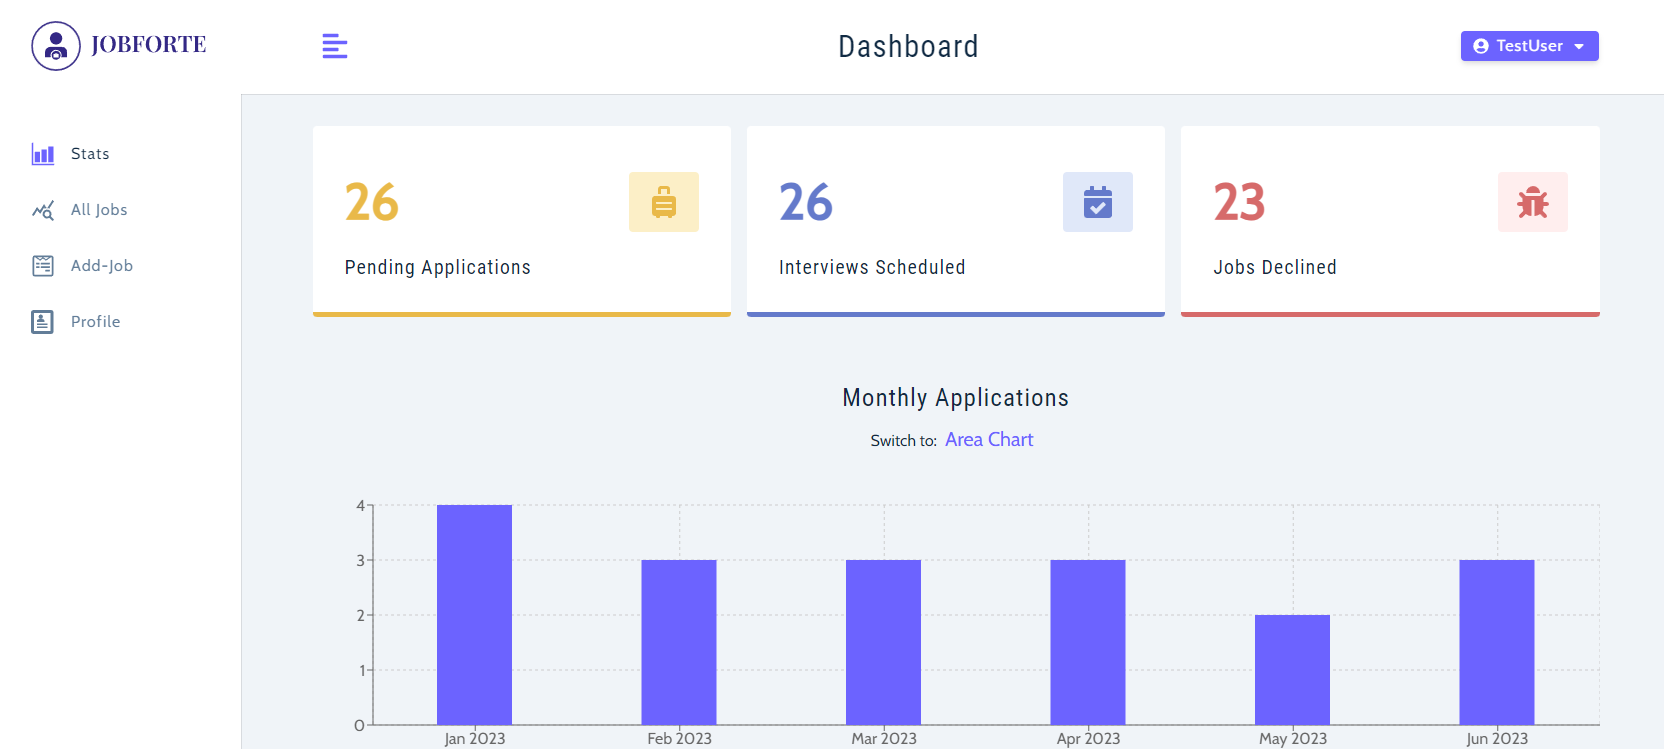 JOBFORTE
Dashboard
TestUser
Stats
All Jobs
Add-Job
Profile
26
Pending Applications
26
Interviews Scheduled
23
Jobs Declined
Monthly Applications
Switch to: Area Chart
4
3
2
1
0
Jan 2023 Feb 2023 Mar 2023 Apr 2023 May 2023 Jun 2023